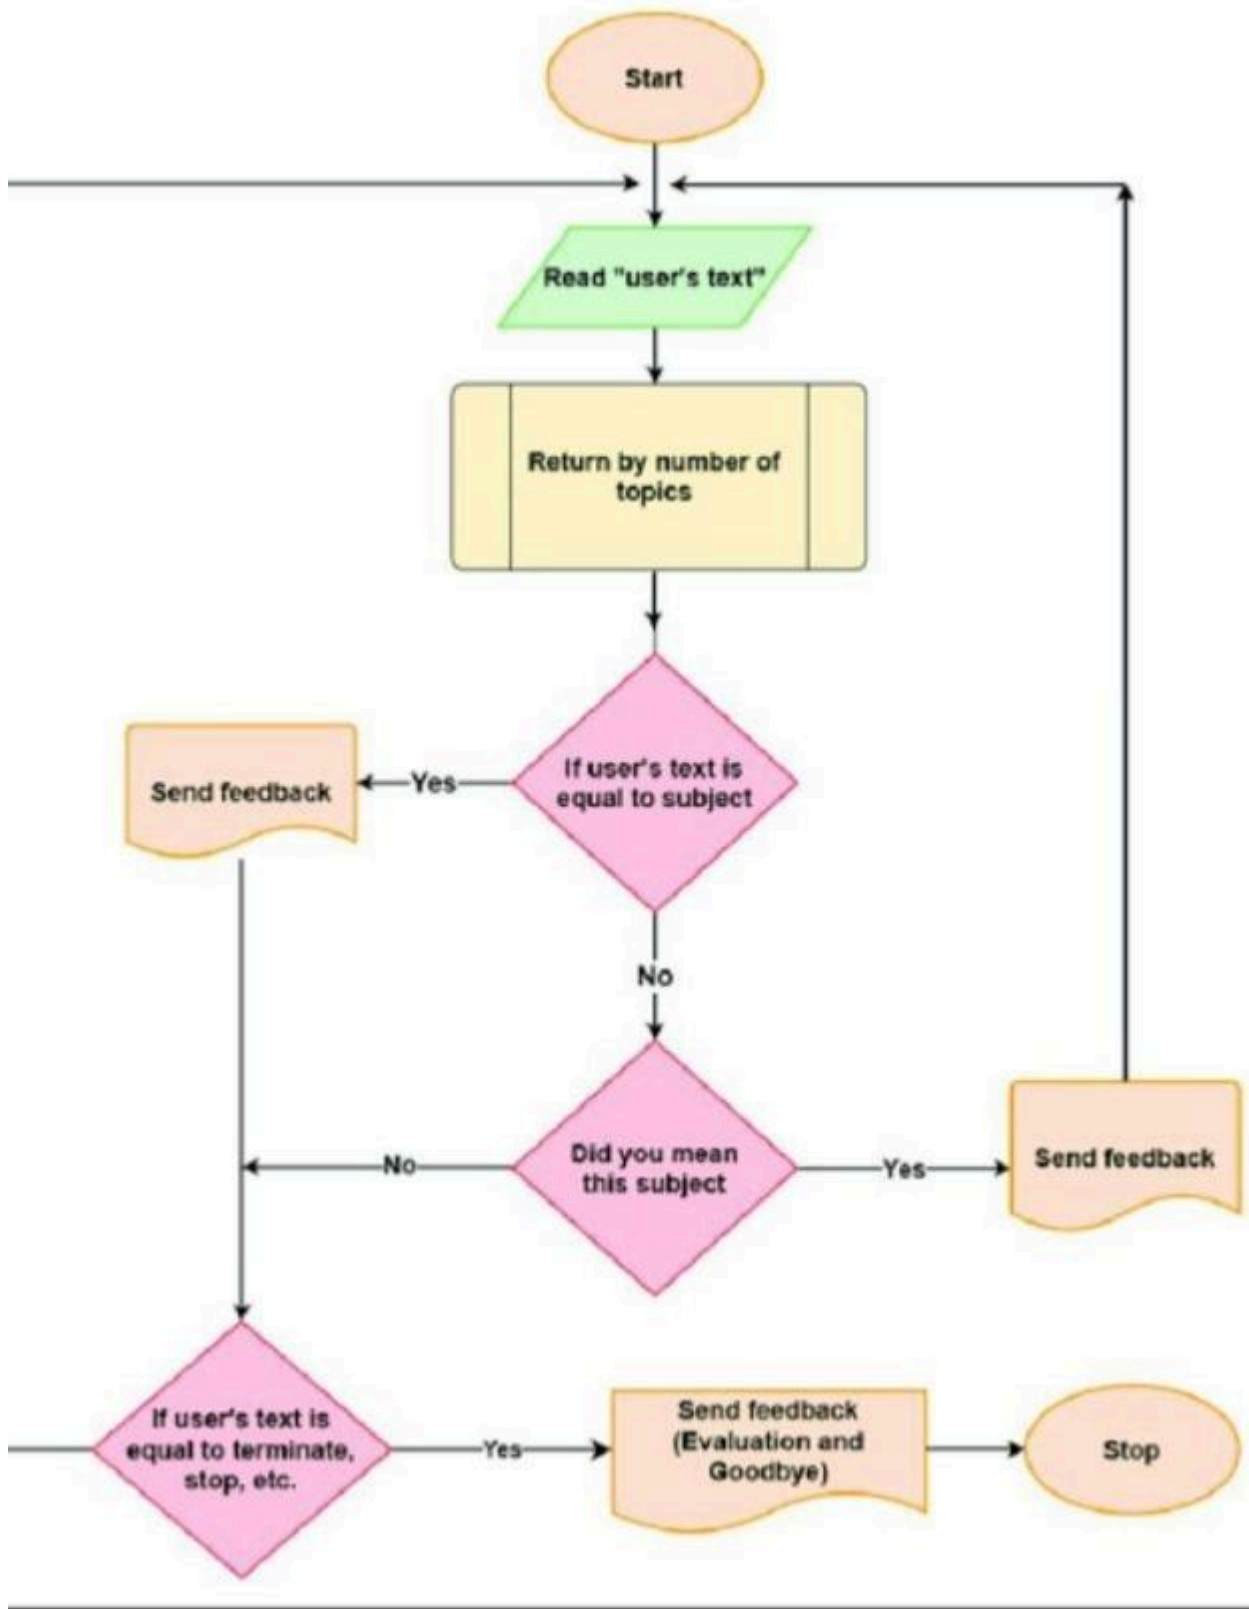 Start
Read "user's text"
Return by number of
topics
If user's text is
equal to subject
Yes
Send feedback
No
Did you mean
this subject
No
Yes
Send feedback
If user's text is
equal to terminate,
stop, etc.
Yes
Send feedback
(Evaluation and
Goodbye)
Stop